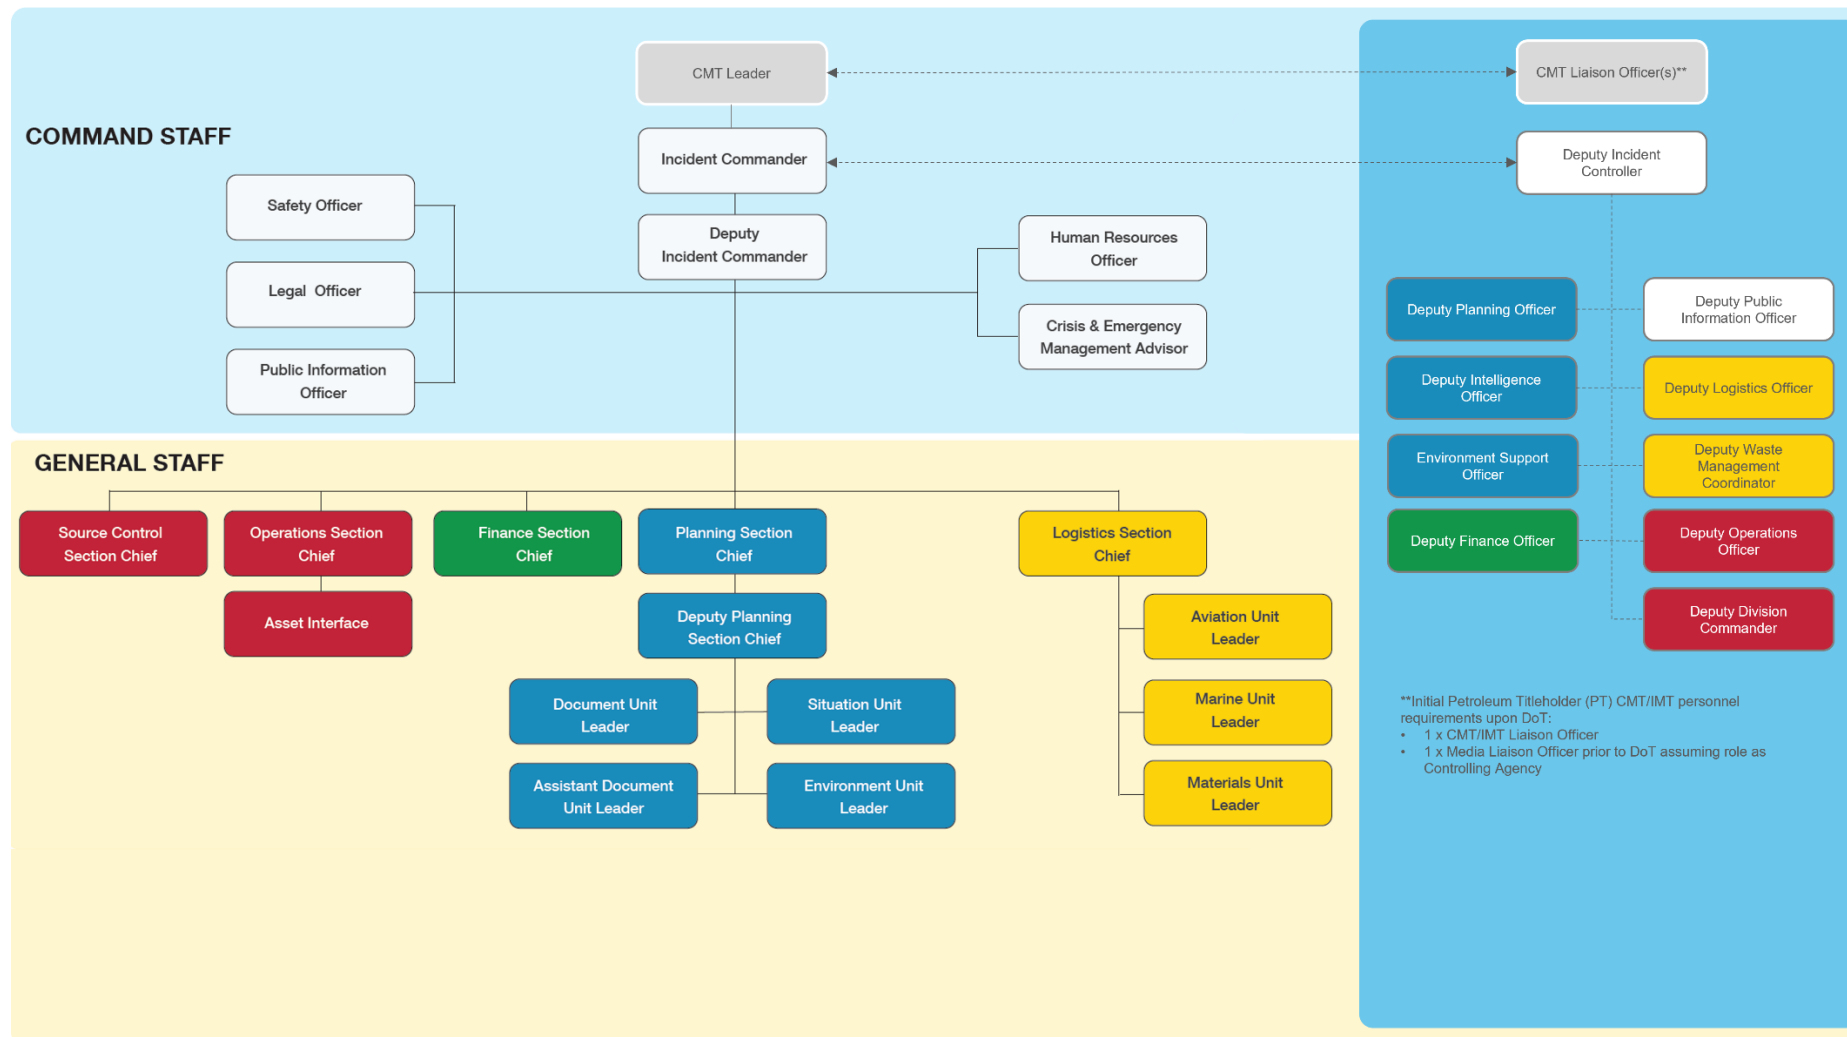 CMT Leader
CMT Liaison Officer(s)**
COMMAND STAFF
Incident Commander
Deputy Incident
Controller
Safety Officer
Deputy
Incident Commander
Human Resources
Officer
Legal Officer
Crisis & Emergency
Management Advisor
Public Information
Officer
Deputy Planning Officer
Deputy Public
Information Officer
Deputy Intelligence
Officer
Deputy Logistics Officer
Environment Support
Officer
Deputy Waste
Management
Coordinator
Deputy Finance Officer
Deputy Operations
Officer
Deputy Division
Commander
**Initial Petroleum Titleholder (PT) CMT/IMT personnel
requirements upon DoT:
• 1 x CMT/IMT Liaison Officer
• 1 x Media Liaison Officer prior to DoT assuming role as
Controlling Agency
GENERAL STAFF
Source Control
Section Chief
Operations Section
Chief
Finance Section
Chief
Planning Section
Chief
Logistics Section
Chief
Asset Interface
Deputy Planning
Section Chief
Aviation Unit
Leader
Document Unit
Leader
Situation Unit
Leader
Marine Unit
Leader
Assistant Document
Unit Leader
Environment Unit
Leader
Materials Unit
Leader